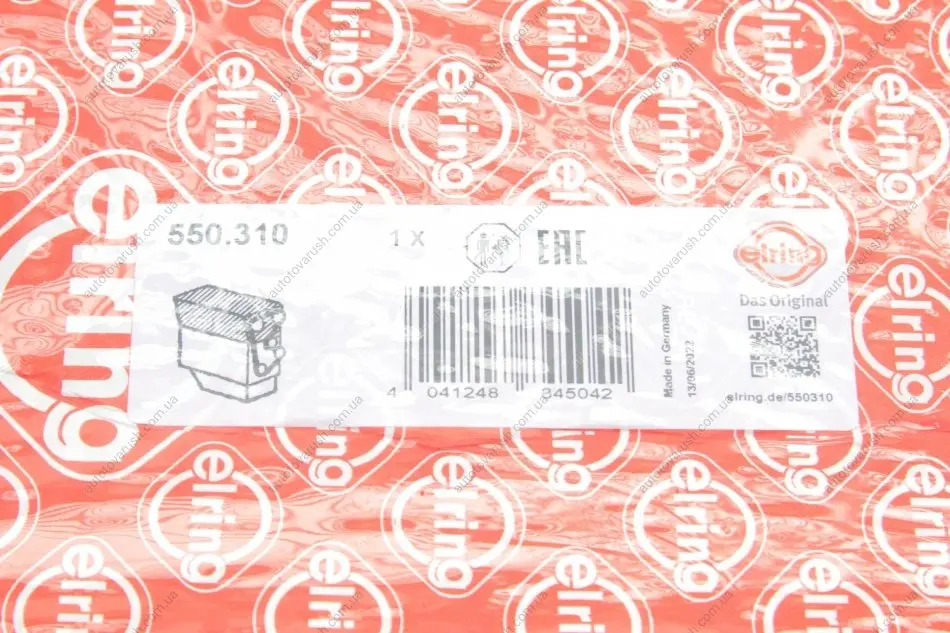 550.310
1 x
EAC
elring
Das Original
4 041248 345042
Made in Germany
13/06/2022
elring.de/550310
elring
autotovarush.com.ua